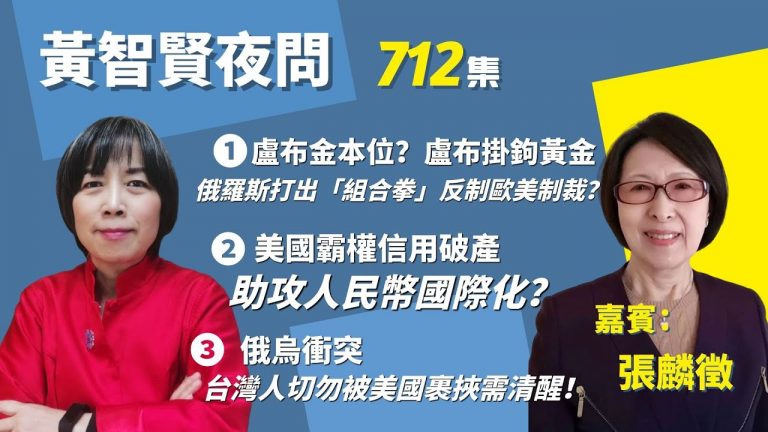 黃智賢夜問 712集
❶盧布金本位？盧布掛鉤黃金
俄羅斯打出「組合拳」反制歐美制裁？
❷美國霸權信用破產
助攻人民幣國際化？
❸俄烏衝突
台灣人切勿被美國裹挾需清醒！
嘉賓：
張麟徵